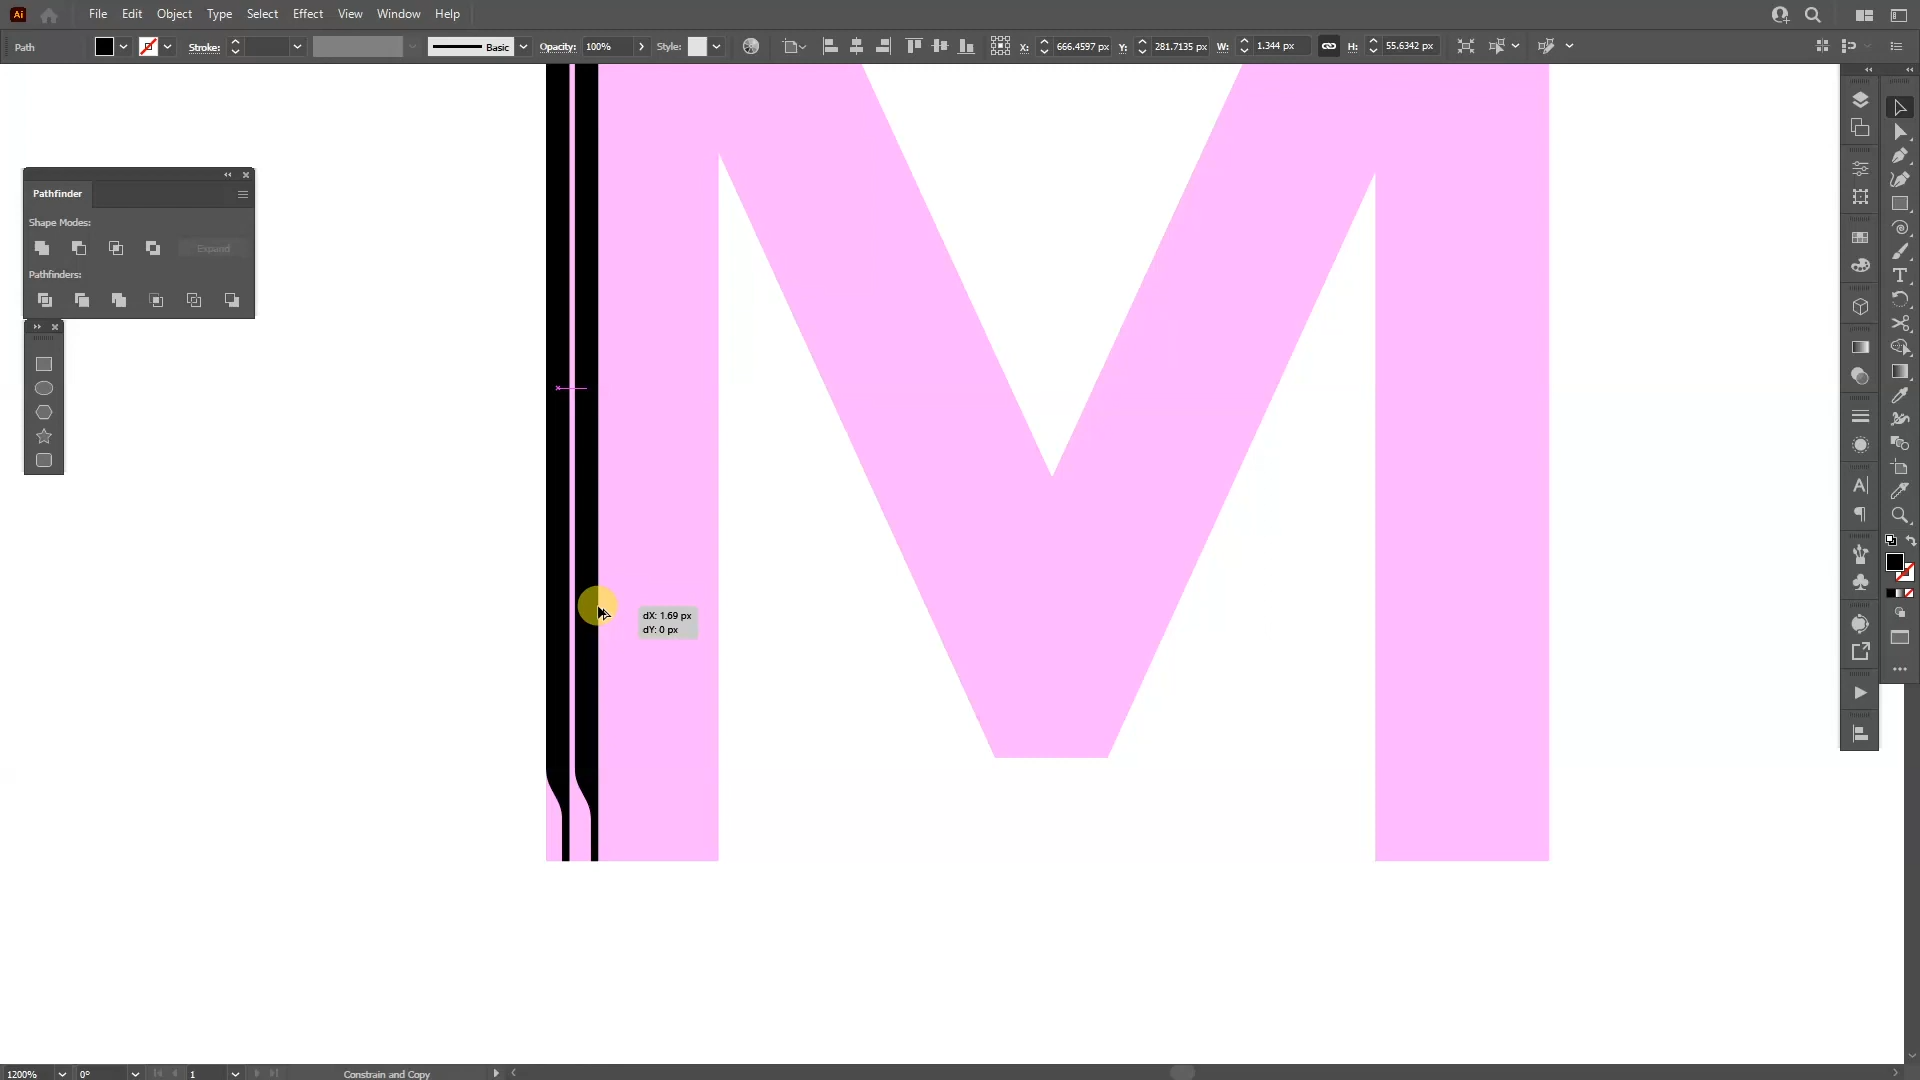 Ai File Edit Object Type Select Effect View Window Help
Path Stroke: Basic Opacity: 100% Style: X: 666.4597 px Y: 281.7135 px W: 1.344 px H: 55.6342 px
Pathfinder
Shape Modes:
Expand
Pathfinders:
dX: 1.69 px
dY: 0 px
1200% 0° 1 Constrain and Copy